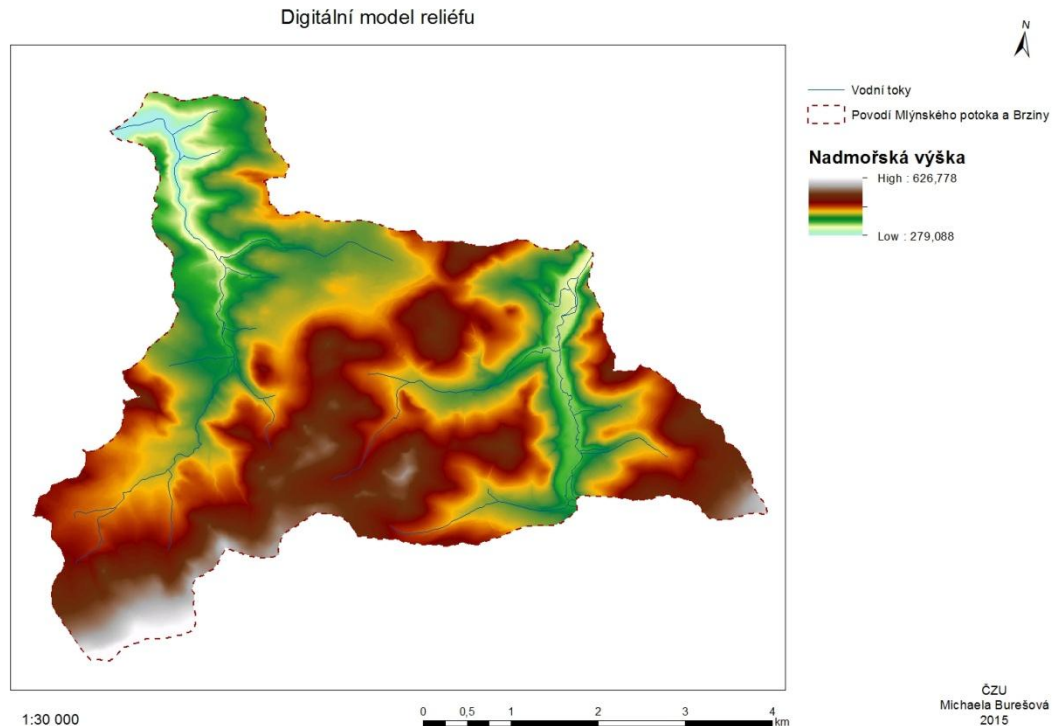 Digitální model reliéfu
N
Vodní toky
Povodí Mlýnského potoka a Brziny
Nadmořská výška
High : 626,778
Low : 279,088
1:30 000
0 0,5 1 2 3 4
km
ČZU
Michaela Burešová
2015